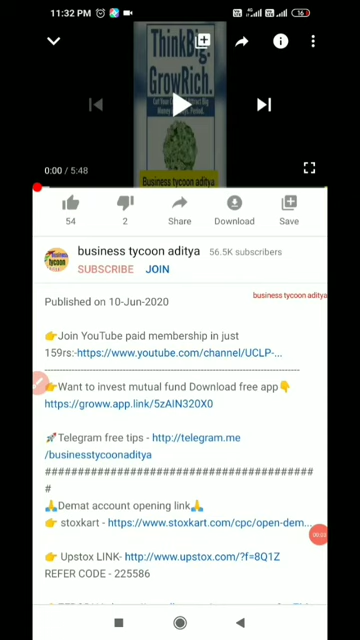 11:32 PM
16
ThinkBig.
GrowRich.
Business tycoon aditya
0:00 / 5:48
54
2
Share
Download
Save
business tycoon aditya 56.5K subscribers
SUBSCRIBE JOIN
Published on 10-Jun-2020
business tycoon aditya
👉Join YouTube paid membership in just
159rs:-https://www.youtube.com/channel/UCLP-...
👉Want to invest mutual fund Download free app👇
https://groww.app.link/5zAIN320X0
🚀Telegram free tips - http://telegram.me
/businesstycoonaditya
########################################
#
🙏Demat account opening link🙏
👉 stoxkart - https://www.stoxkart.com/cpc/open-dem...
👉 Upstox LINK- http://www.upstox.com/?f=8Q1Z
REFER CODE - 225586